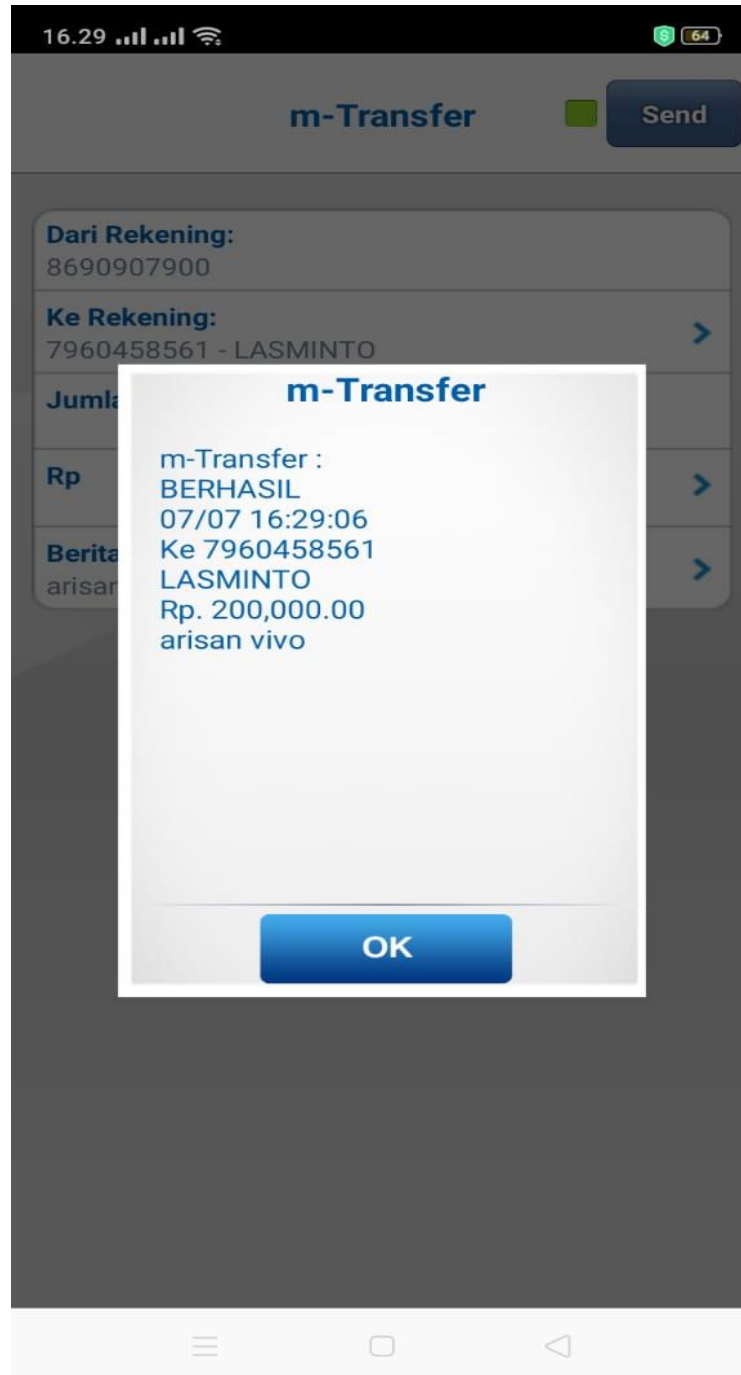 16.29
64
m-Transfer
Send
Dari Rekening:
8690907900
Ke Rekening:
7960458561 - LASMINTO
Jumla
Rp
Berita
arisan
m-Transfer
m-Transfer :
BERHASIL
07/07 16:29:06
Ke 7960458561
LASMINTO
Rp. 200,000.00
arisan vivo
OK